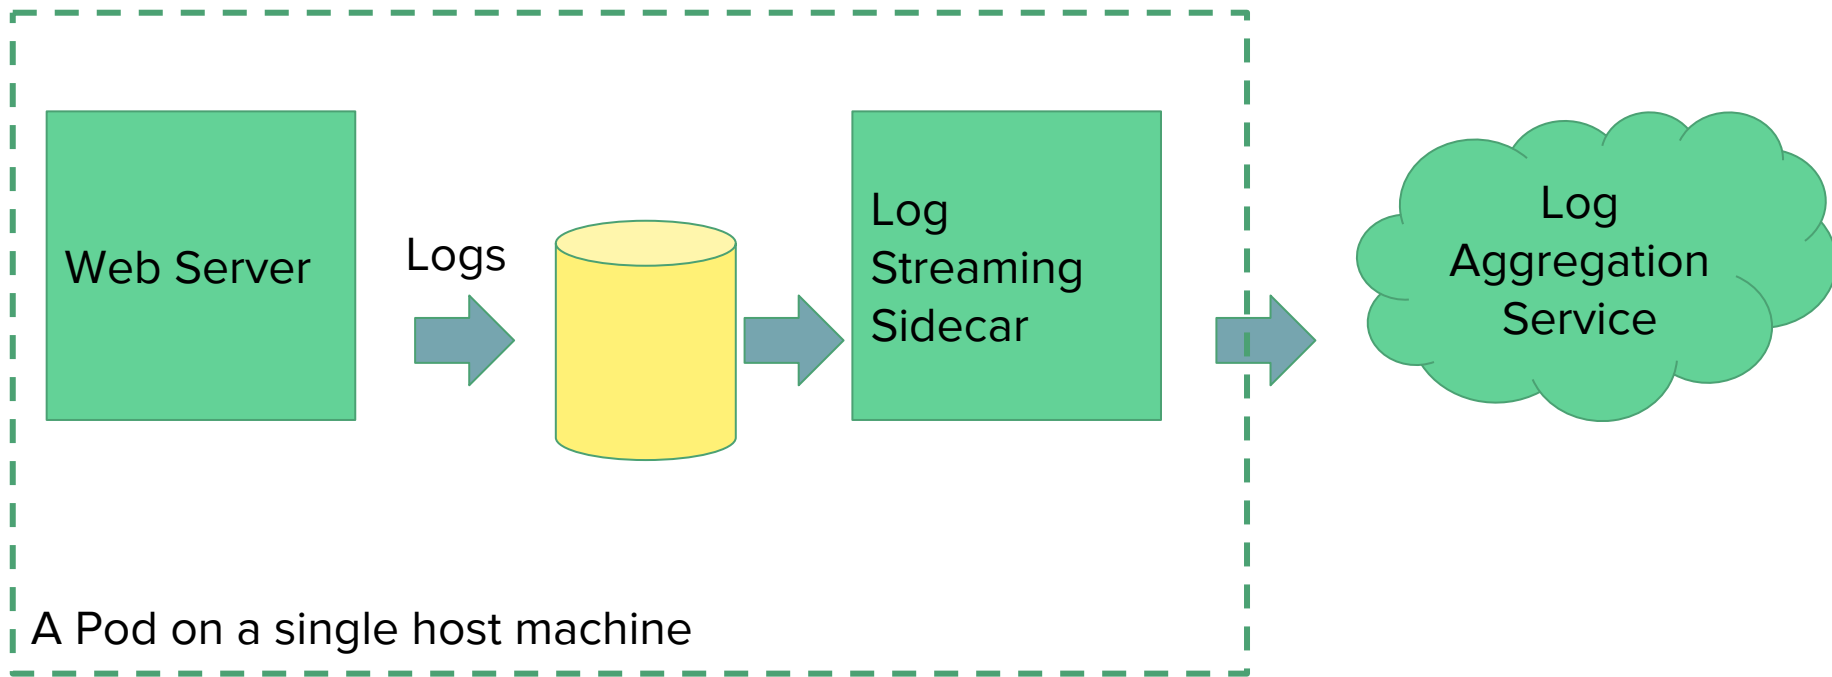 Web Server
Logs
Log
Streaming
Sidecar
Log
Aggregation
Service
A Pod on a single host machine